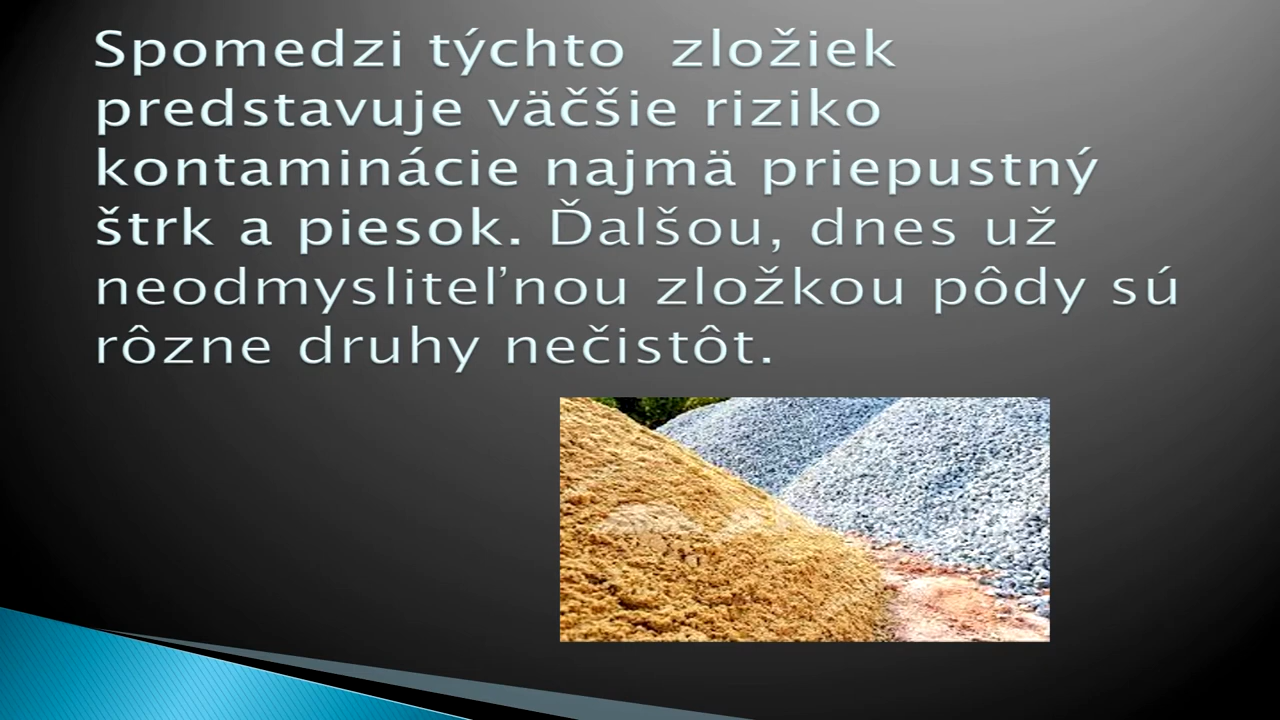 Spomedzi týchto zložiek
predstavuje väčšie riziko
kontaminácie najmä priepustný
štrk a piesok. Ďalšou, dnes už
neodmysliteľnou zložkou pôdy sú
rôzne druhy nečistôt.